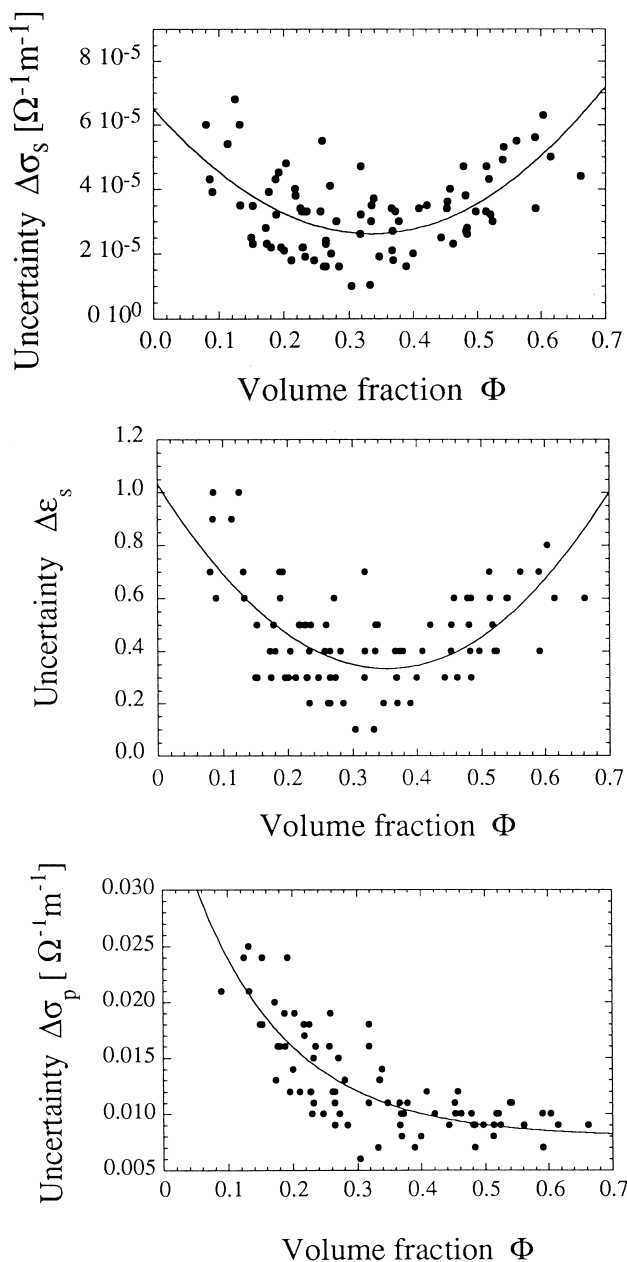 Uncertainty Δσs [Ω-1m-1]
8 10-5
6 10-5
4 10-5
2 10-5
0 100
0.0 0.1 0.2 0.3 0.4 0.5 0.6 0.7
Volume fraction Φ
Uncertainty Δεs
1.2
1.0
0.8
0.6
0.4
0.2
0.0
0 0.1 0.2 0.3 0.4 0.5 0.6 0.7
Volume fraction Φ
Uncertainty Δσp [ Ω-1m-1]
0.030
0.025
0.020
0.015
0.010
0.005
0 0.1 0.2 0.3 0.4 0.5 0.6 0.7
Volume fraction Φ